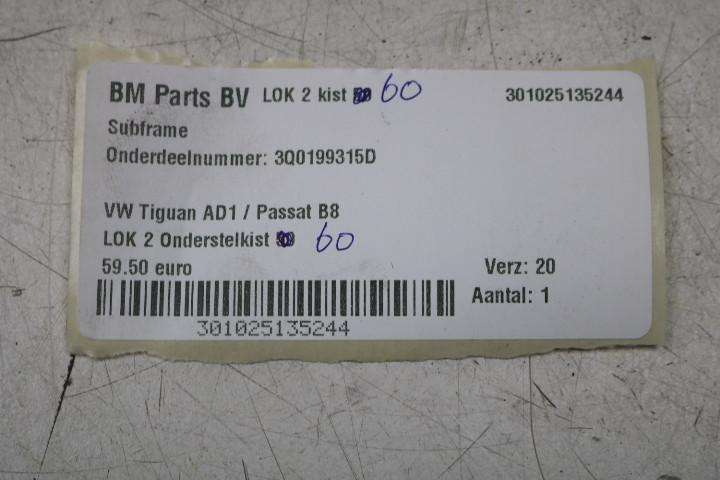 BM Parts BV LOK 2 kist 60 301025135244
Subframe
Onderdeelnummer: 3Q0199315D
VW Tiguan AD1 / Passat B8
LOK 2 Onderstelkist 60
59.50 euro Verz: 20
Aantal: 1
301025135244